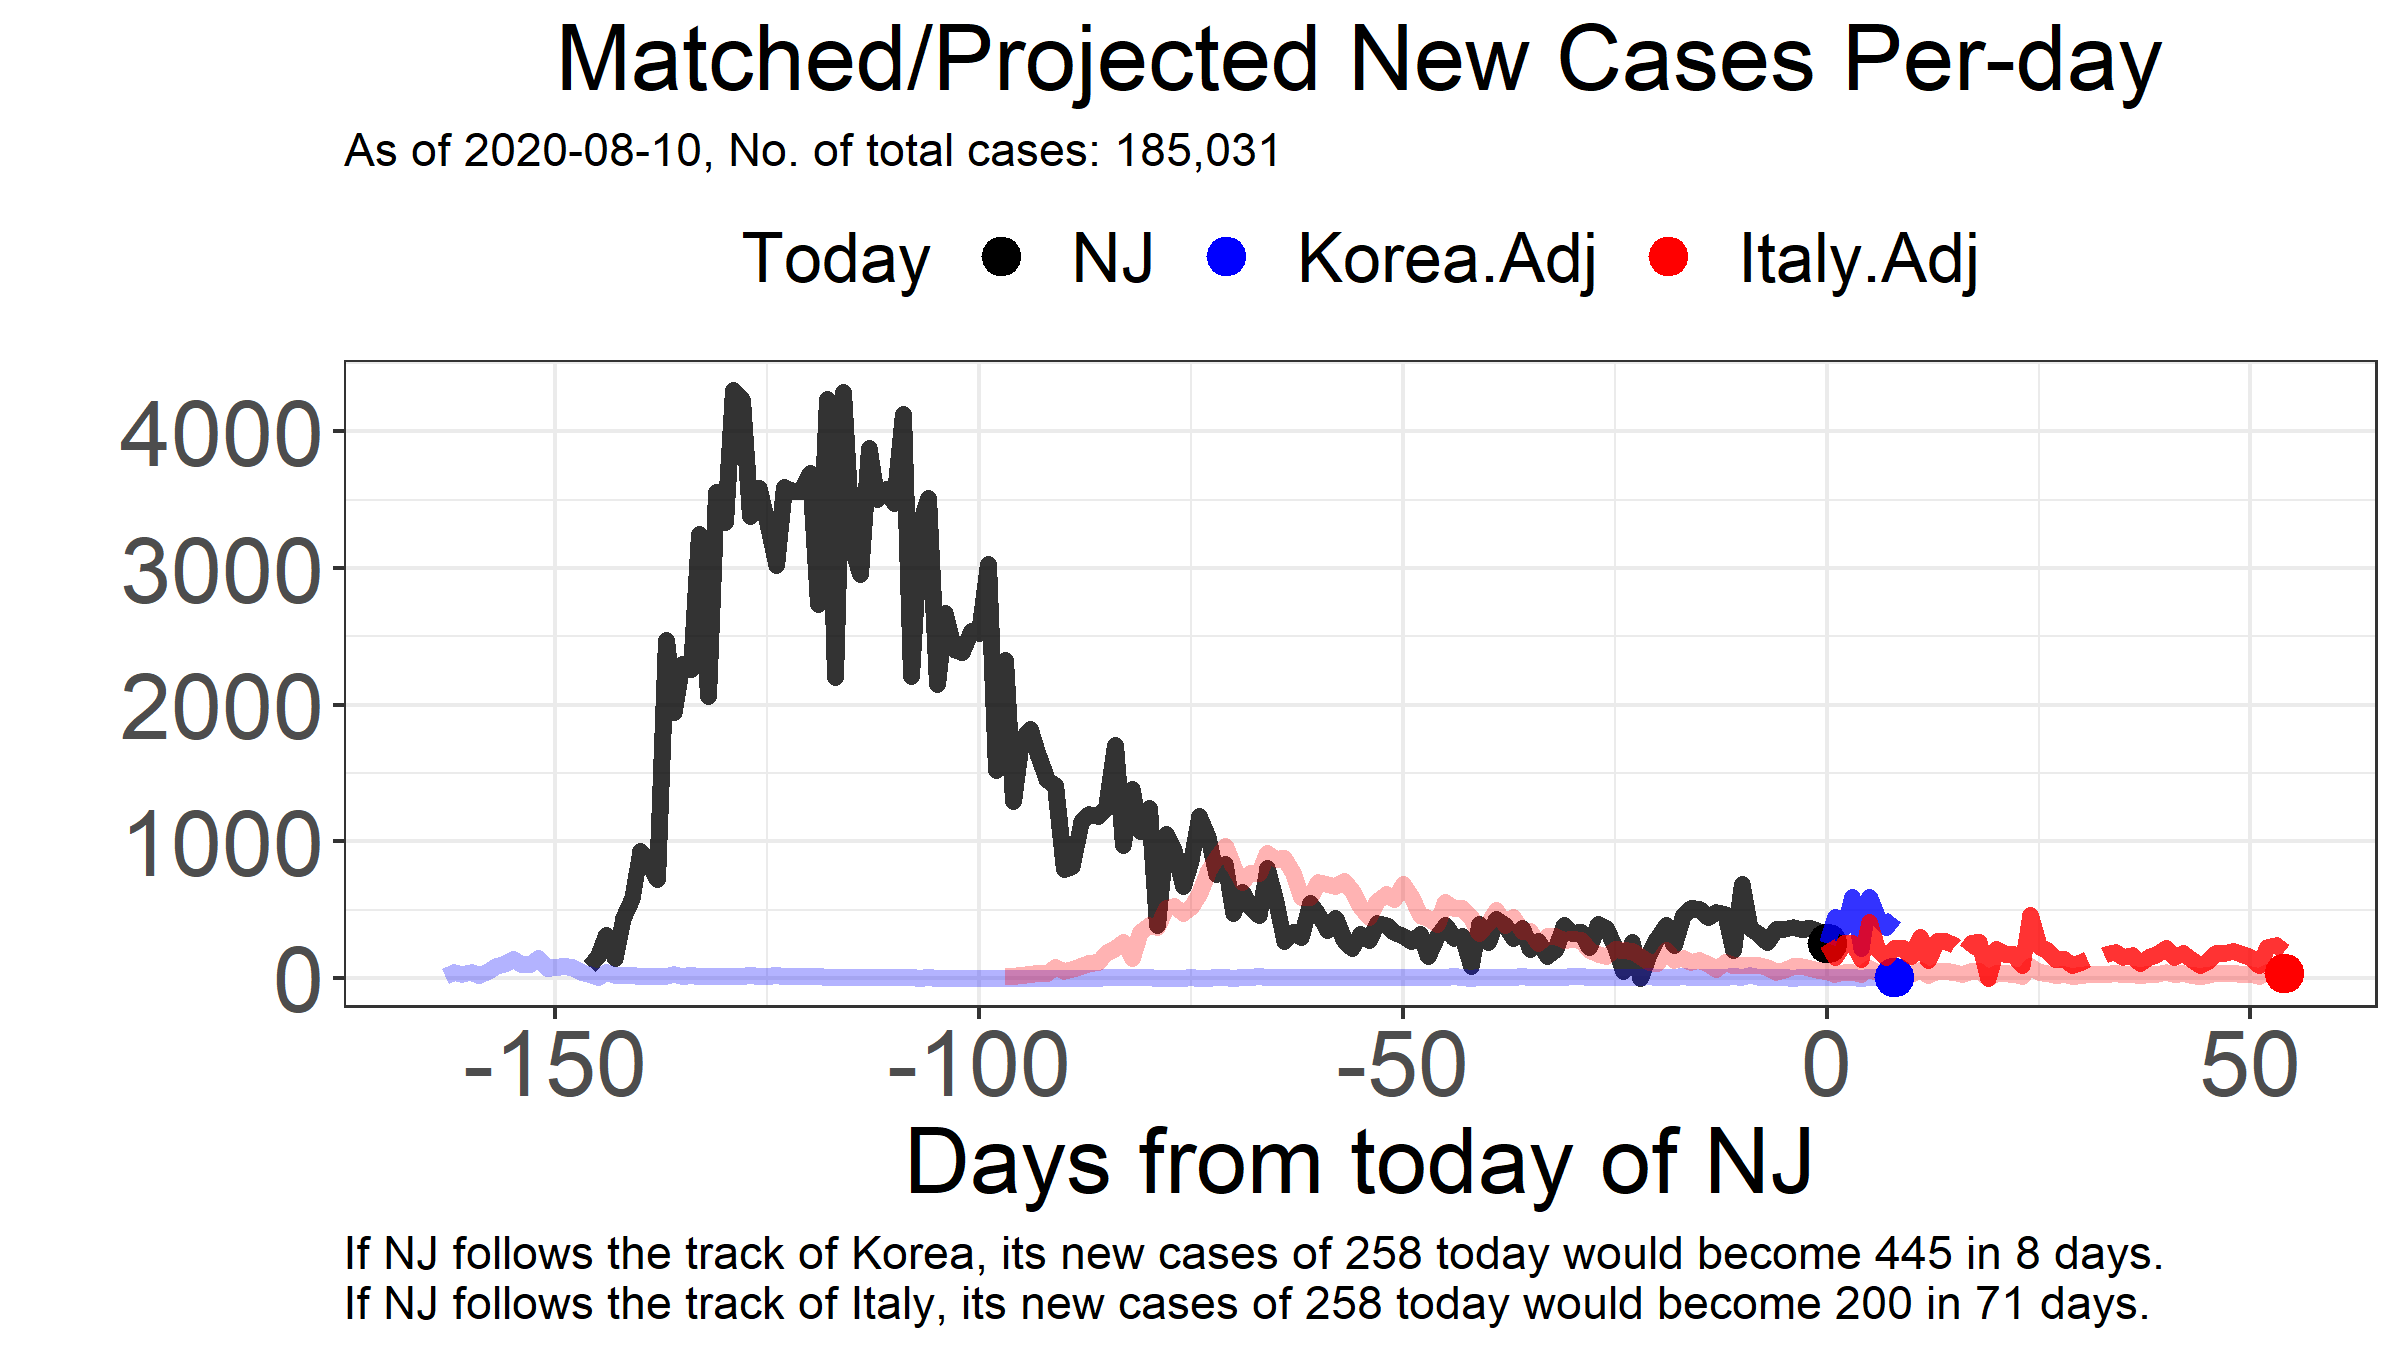 Matched/Projected New Cases Per-day
As of 2020-08-10, No. of total cases: 185,031
Today NJ Korea.Adj Italy.Adj
4000
3000
2000
1000
0
-150 -100 -50 0 50
Days from today of NJ
If NJ follows the track of Korea, its new cases of 258 today would become 445 in 8 days.
If NJ follows the track of Italy, its new cases of 258 today would become 200 in 71 days.